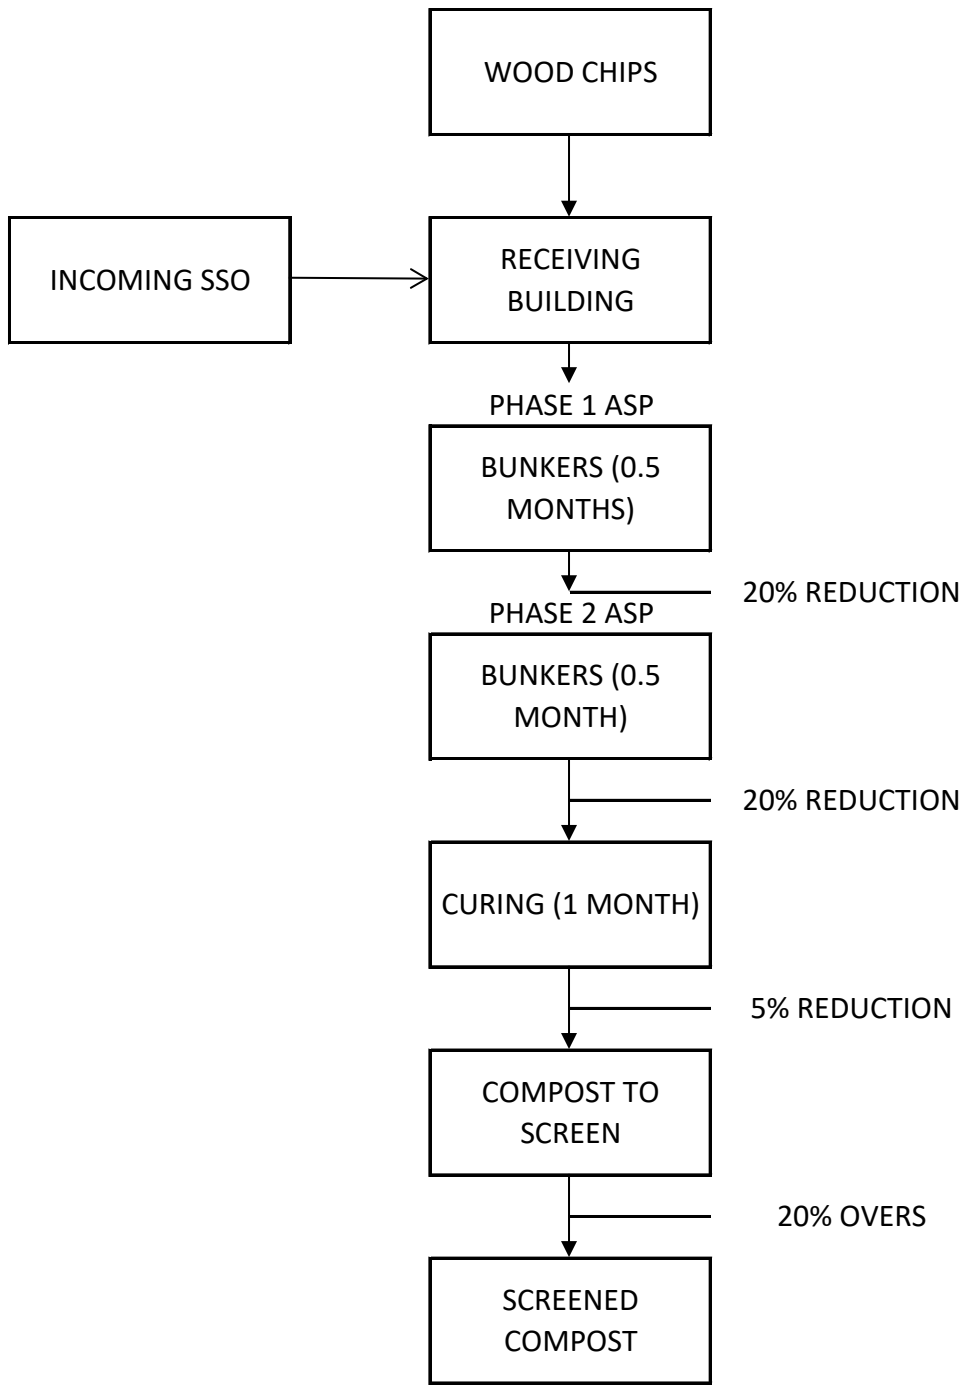 WOOD CHIPS
INCOMING SSO
RECEIVING
BUILDING
PHASE 1 ASP
BUNKERS (0.5
MONTHS)
20% REDUCTION
PHASE 2 ASP
BUNKERS (0.5
MONTH)
20% REDUCTION
CURING (1 MONTH)
5% REDUCTION
COMPOST TO
SCREEN
20% OVERS
SCREENED
COMPOST